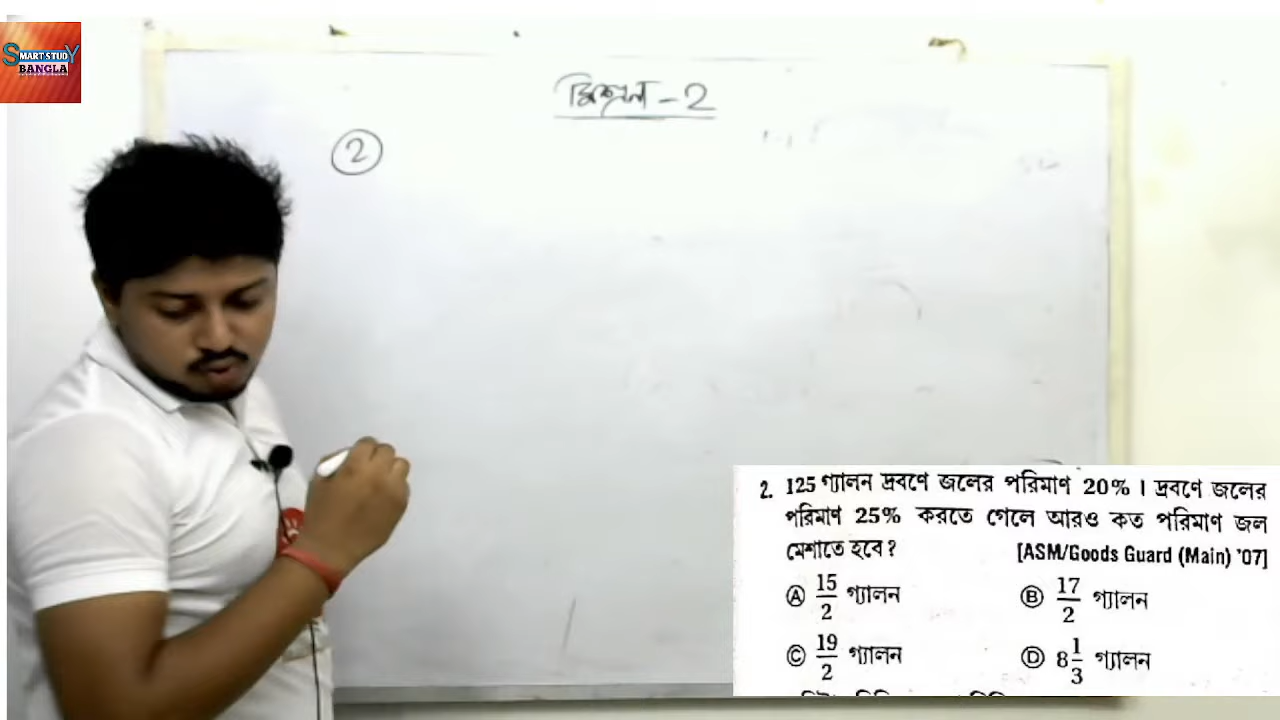 SMART STUDY
BANGLA
মিশ্রণ - 2
2
2. 125 গ্যালন দ্রবণে জলের পরিমাণ 20% । দ্রবণে জলের
পরিমাণ 25% করতে গেলে আরও কত পরিমাণ জল
মেশাতে হবে ? [ASM/Goods Guard (Main) '07]
Ⓐ 15/2 গ্যালন Ⓑ 17/2 গ্যালন
Ⓒ 19/2 গ্যালন Ⓓ 8 1/3 গ্যালন